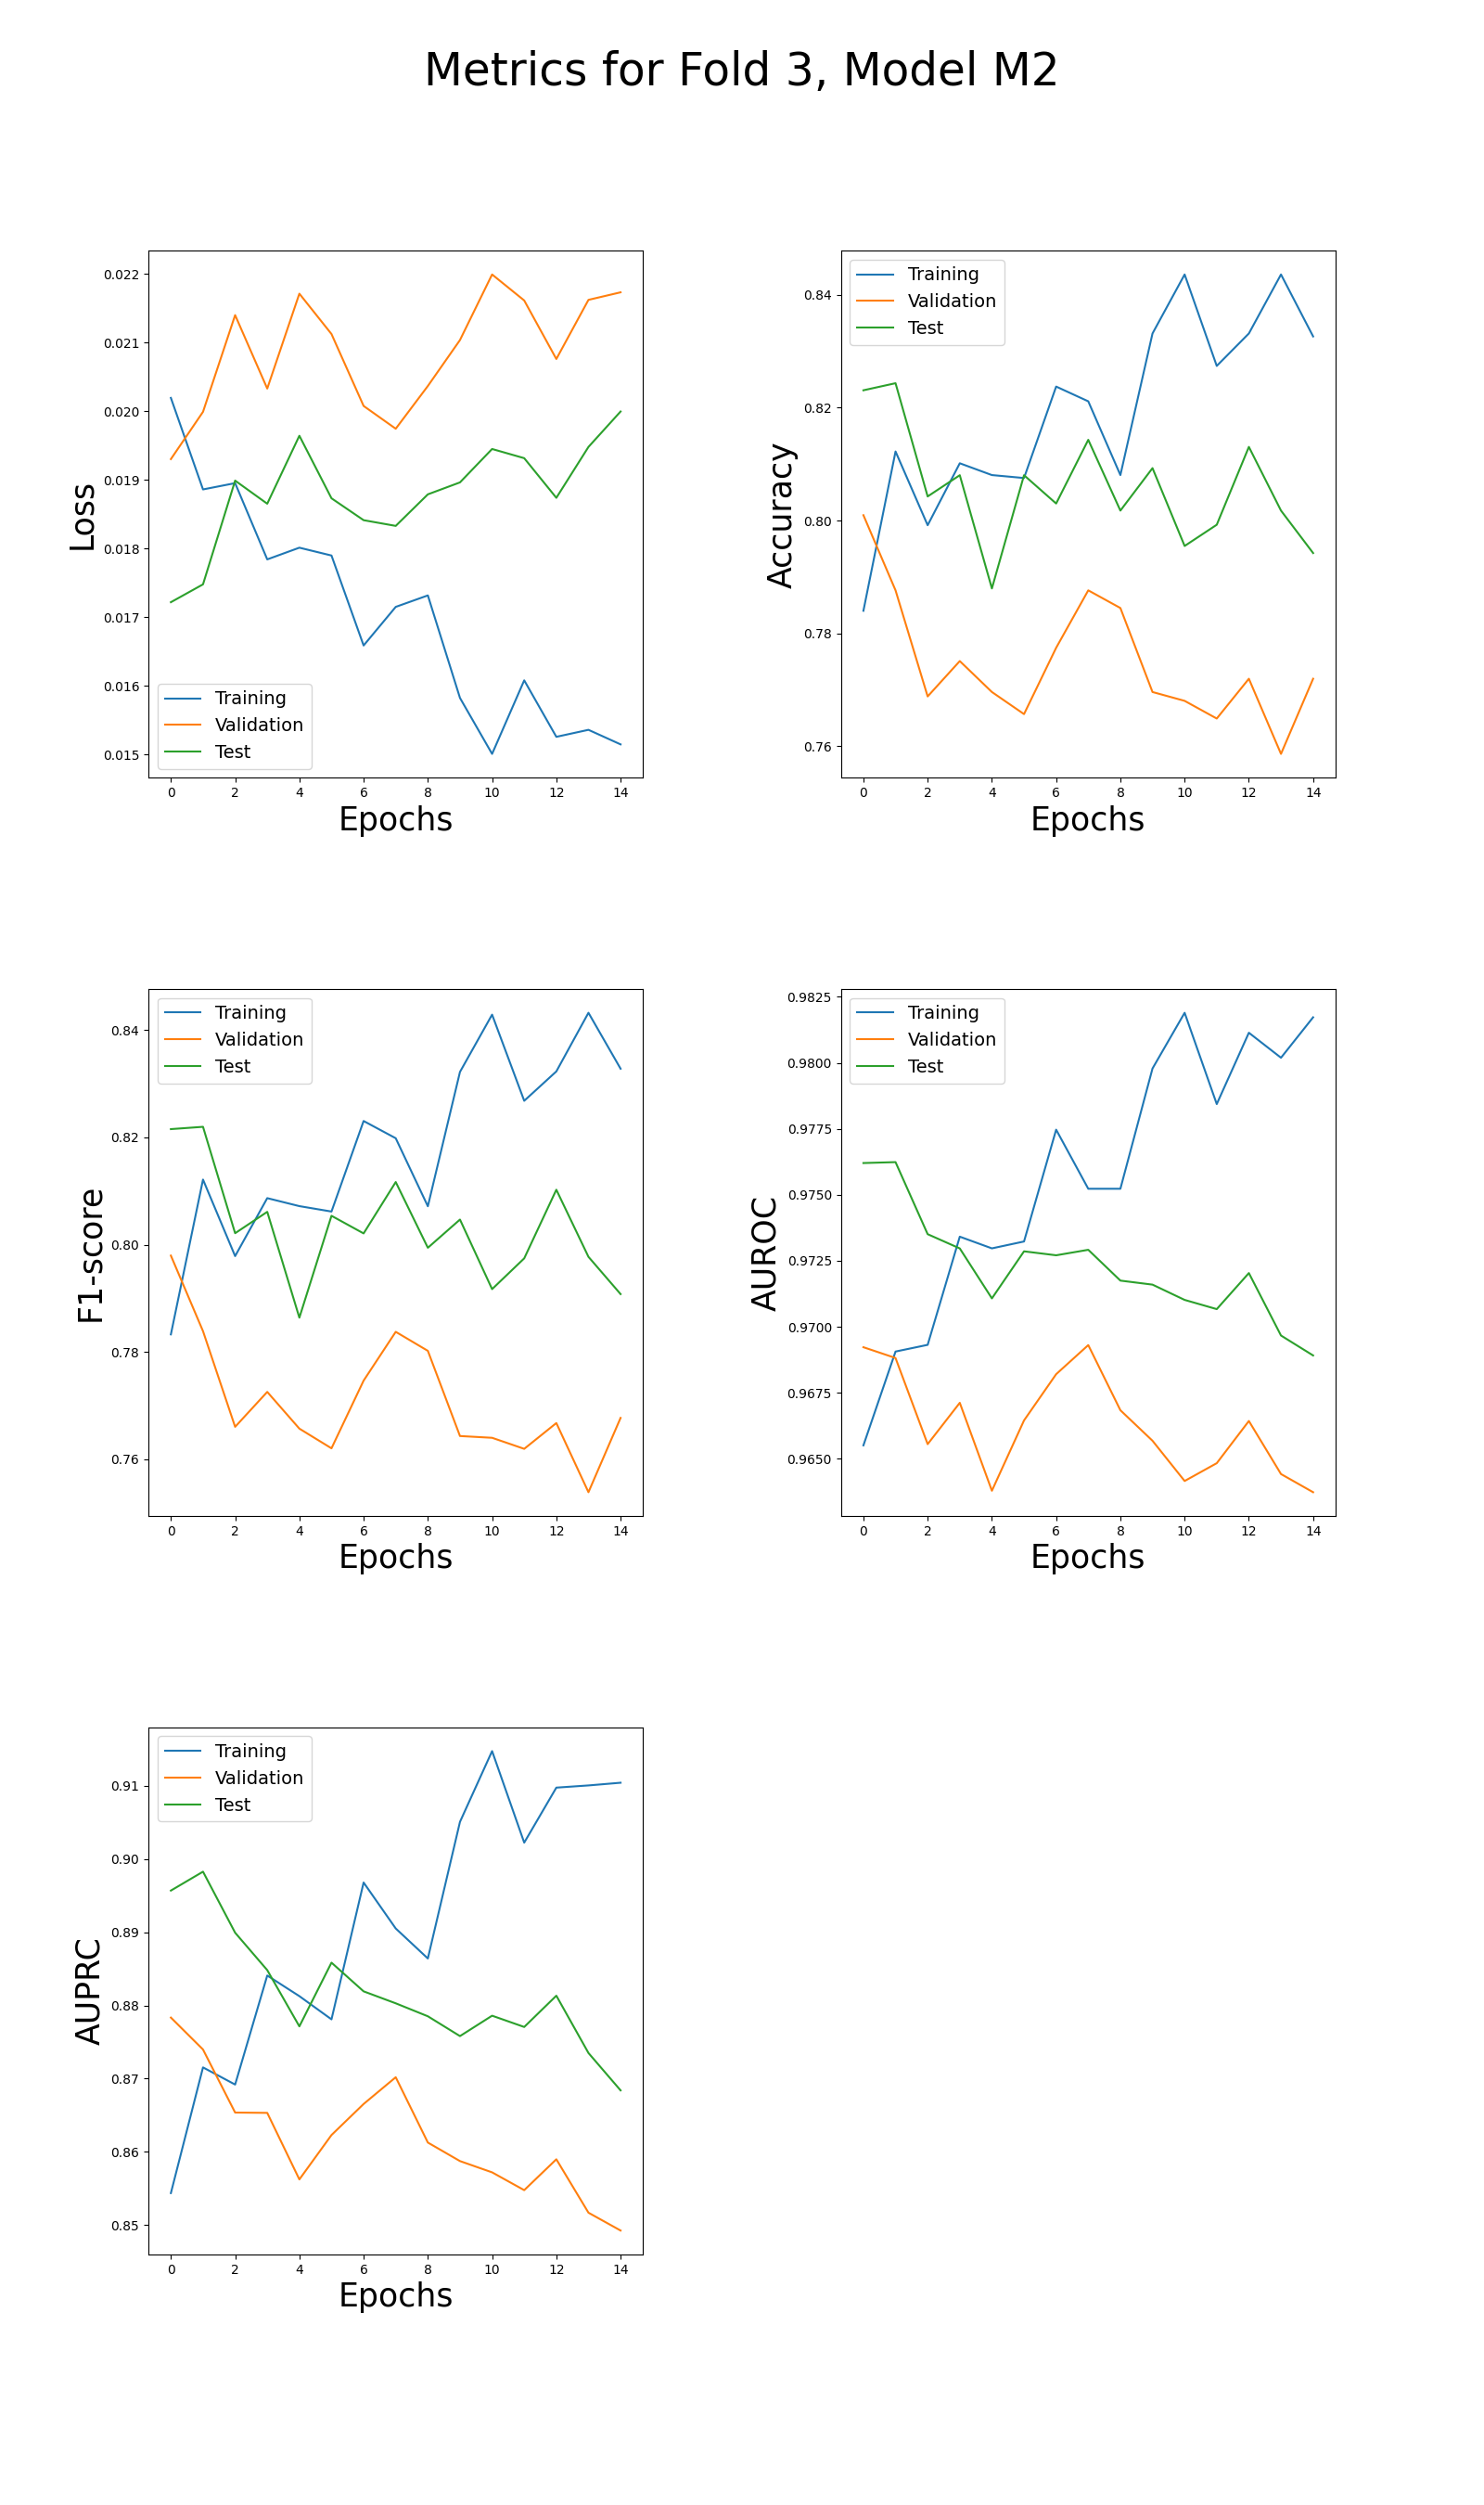 Metrics for Fold 3, Model M2
0.022
0.021
0.020
0.019
0.018
0.017
0.016
0.015
Loss
Training
Validation
Test
0 2 4 6 8 10 12 14
Epochs
0.84
0.82
0.80
0.78
0.76
Accuracy
Training
Validation
Test
0 2 4 6 8 10 12 14
Epochs
0.84
0.82
0.80
0.78
0.76
F1-score
Training
Validation
Test
0 2 4 6 8 10 12 14
Epochs
0.9825
0.9800
0.9775
0.9750
0.9725
0.9700
0.9675
0.9650
AUROC
Training
Validation
Test
0 2 4 6 8 10 12 14
Epochs
0.91
0.90
0.89
0.88
0.87
0.86
0.85
AUPRC
Training
Validation
Test
0 2 4 6 8 10 12 14
Epochs